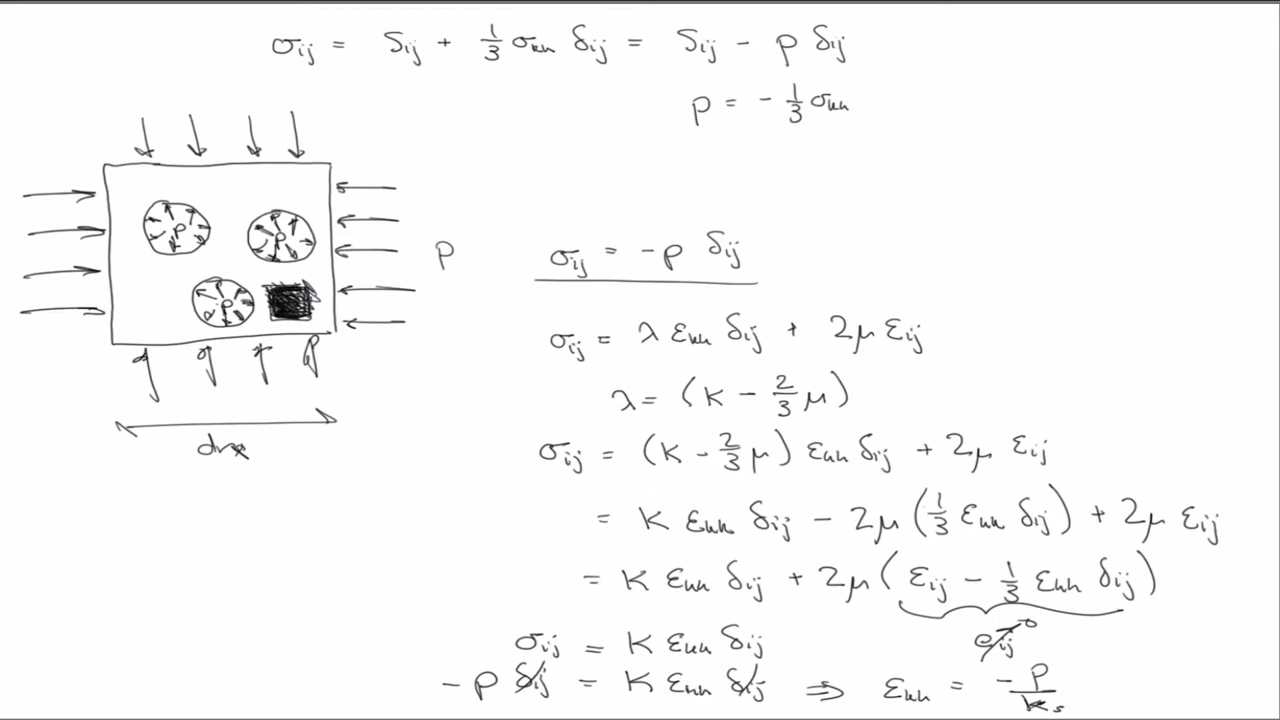 σij = Sij + 1/3 σkk δij = Sij - p δij
p = - 1/3 σkk
p
p
p
p
σij = -p δij
σij = λ εkk δij + 2μ εij
λ = (K - 2/3 μ)
σij = (K - 2/3 μ) εkk δij + 2μ εij
= K εkk δij - 2μ (1/3 εkk δij) + 2μ εij
= K εkk δij + 2μ (εij - 1/3 εkk δij)
eij → 0
σij = K εkk δij
- p δij = K εkk δij ⇒ εkk = -p/Ks